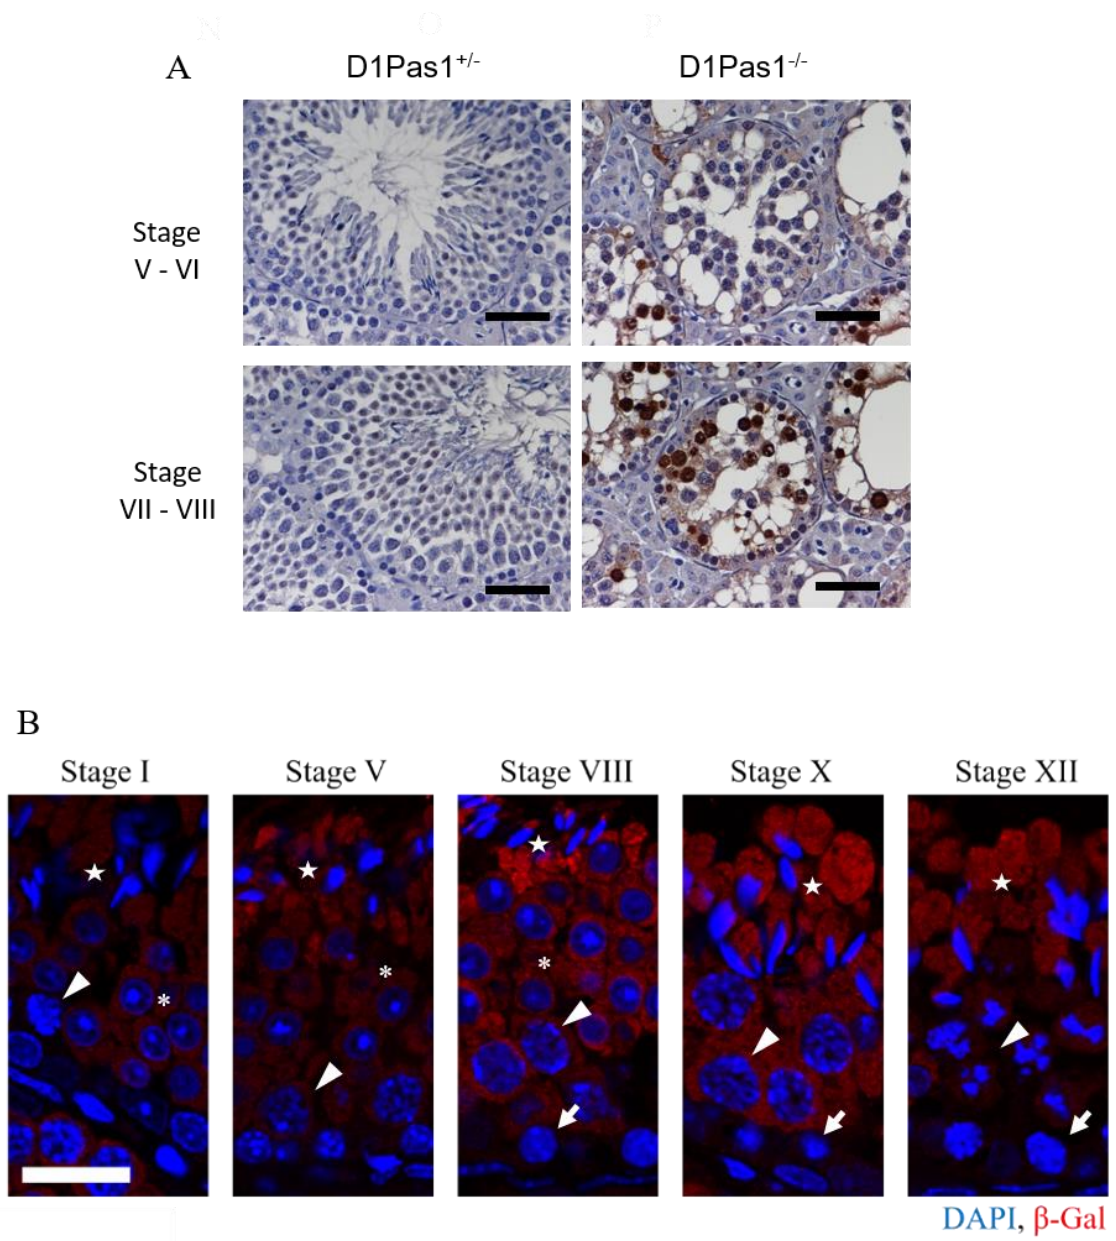 N O P
A
D1Pas1+/- D1Pas1-/-
Stage
V - VI
Stage
VII - VIII
B
Stage I Stage V Stage VIII Stage X Stage XII
DAPI, β-Gal